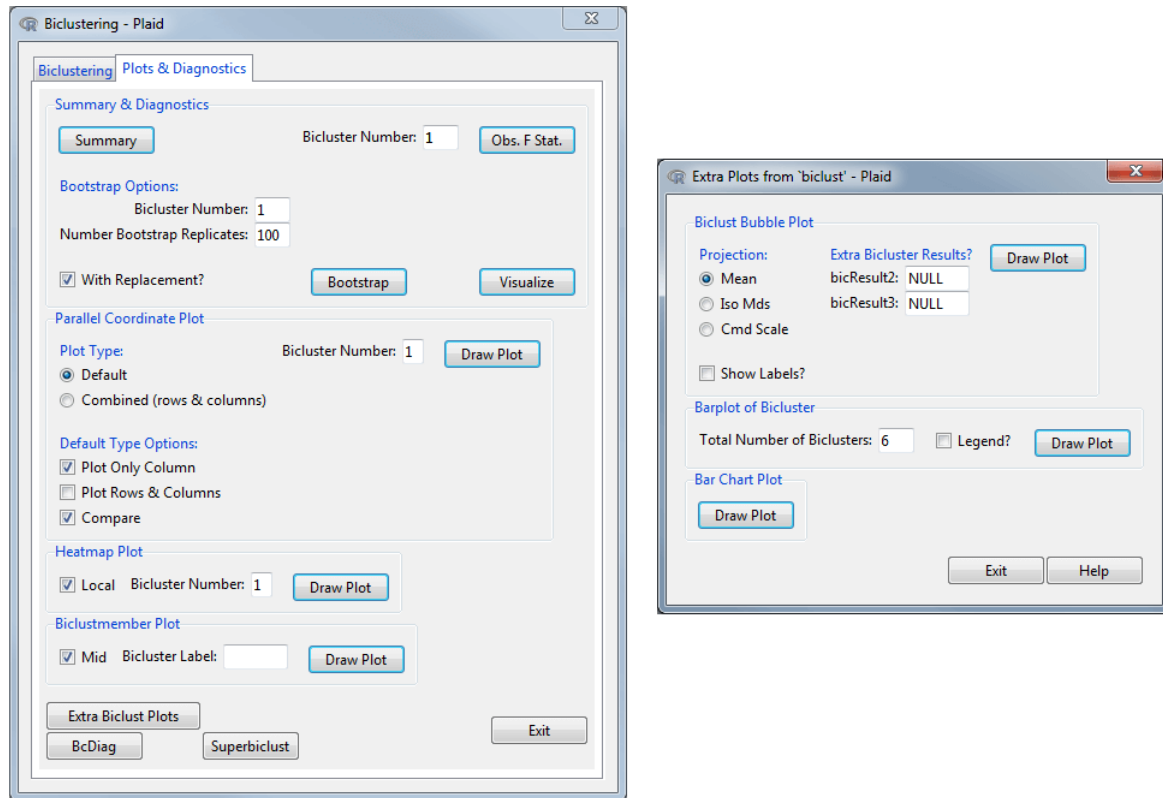 Biclustering - Plaid
Biclustering Plots & Diagnostics
Summary & Diagnostics
Summary Bicluster Number: 1 Obs. F Stat.
Bootstrap Options:
Bicluster Number: 1
Number Bootstrap Replicates: 100
With Replacement? Bootstrap Visualize
Parallel Coordinate Plot
Plot Type: Bicluster Number: 1 Draw Plot
Default
Combined (rows & columns)
Default Type Options:
Plot Only Column
Plot Rows & Columns
Compare
Heatmap Plot
Local Bicluster Number: 1 Draw Plot
Biclustmember Plot
Mid Bicluster Label: Draw Plot
Extra Biclust Plots
Exit
BcDiag Superbiclust
Extra Plots from `biclust' - Plaid
Biclust Bubble Plot
Projection: Extra Bicluster Results? Draw Plot
Mean bicResult2: NULL
Iso Mds bicResult3: NULL
Cmd Scale
Show Labels?
Barplot of Bicluster
Total Number of Biclusters: 6 Legend? Draw Plot
Bar Chart Plot
Draw Plot
Exit Help